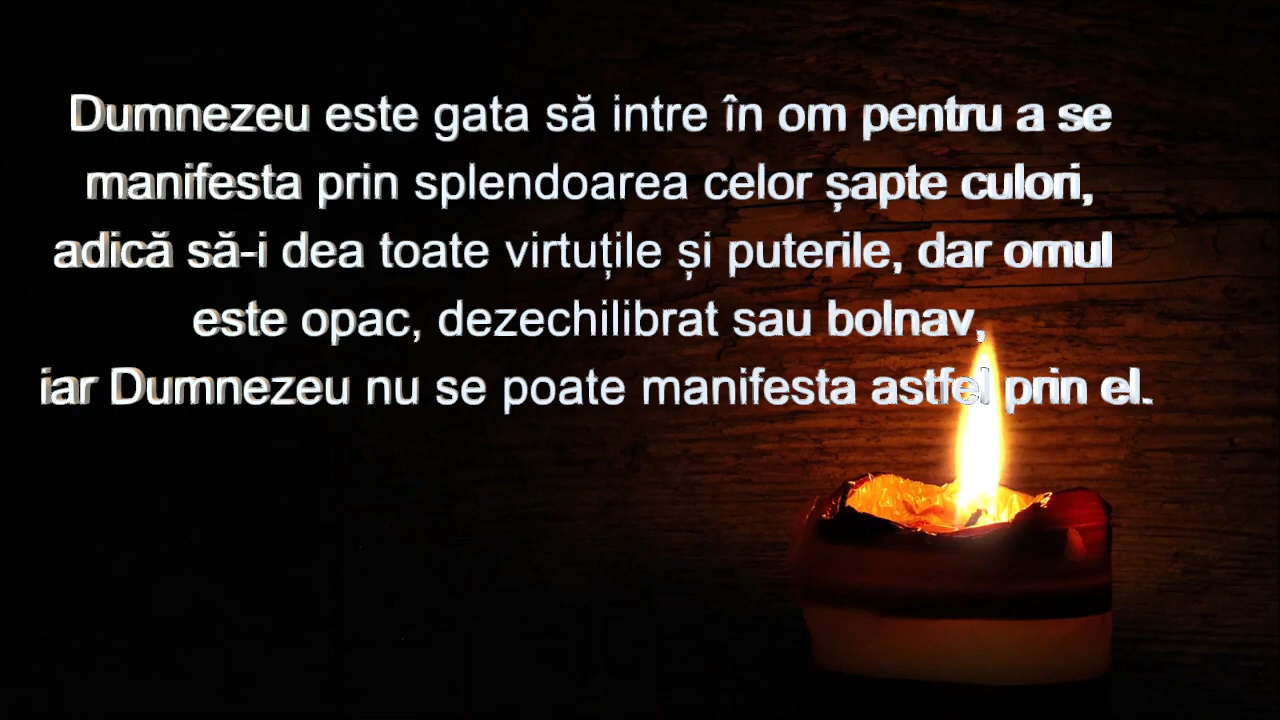 Dumnezeu este gata să intre în om pentru a se
manifesta prin splendoarea celor șapte culori,
adică să-i dea toate virtuțile și puterile, dar omul
este opac, dezechilibrat sau bolnav,
iar Dumnezeu nu se poate manifesta astfel prin el.